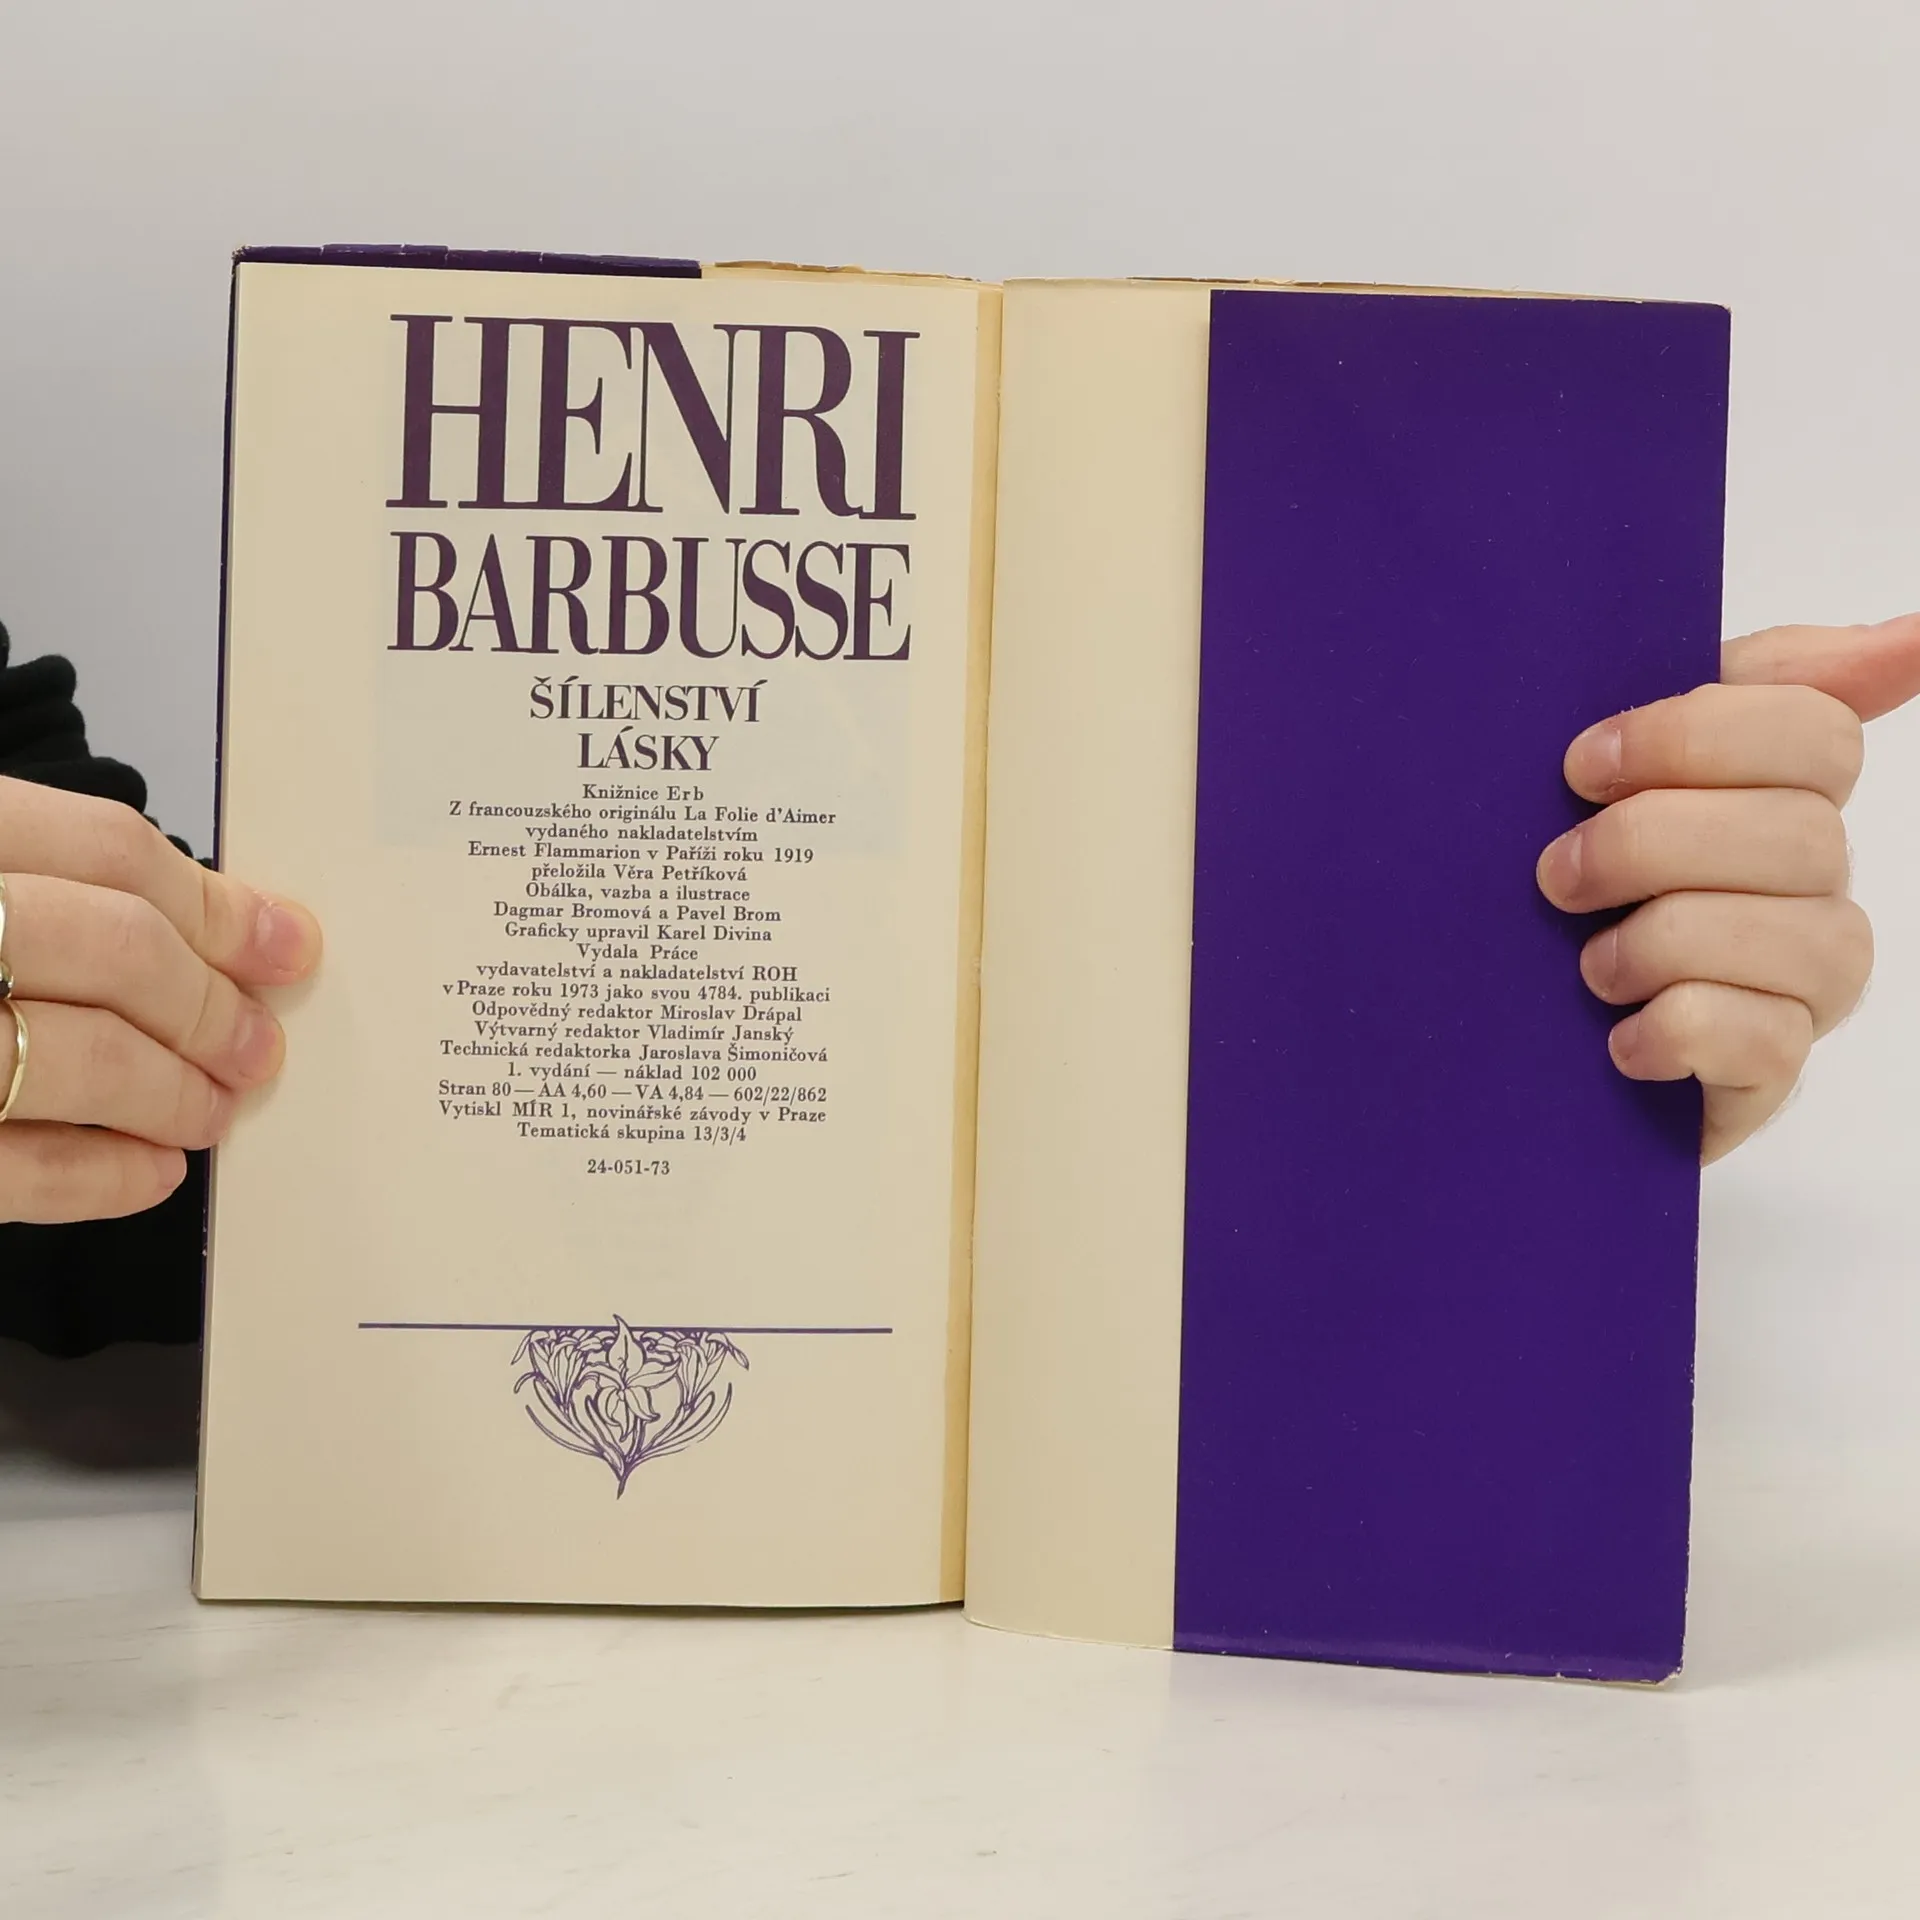 HENRI
BARBUSSE
ŠÍLENSTVÍ
LÁSKY
Knižnice Erb
Z francouzského originálu La Folie d'Aimer
vydaného nakladatelstvím
Ernest Flammarion v Paříži roku 1919
přeložila Věra Petříková
Obálka, vazba a ilustrace
Dagmar Bromová a Pavel Brom
Graficky upravil Karel Divina
Vydala Práce
vydavatelství a nakladatelství ROH
v Praze roku 1973 jako svou 4784. publikaci
Odpovědný redaktor Miroslav Drápal
Výtvarný redaktor Vladimír Janský
Technická redaktorka Jaroslava Šimoničová
1. vydání — náklad 102 000
Stran 80 — AA 4,60 — VA 4,84 — 602/22/862
Vytiskl MÍR 1, novinářské závody v Praze
Tematická skupina 13/3/4
24-051-73